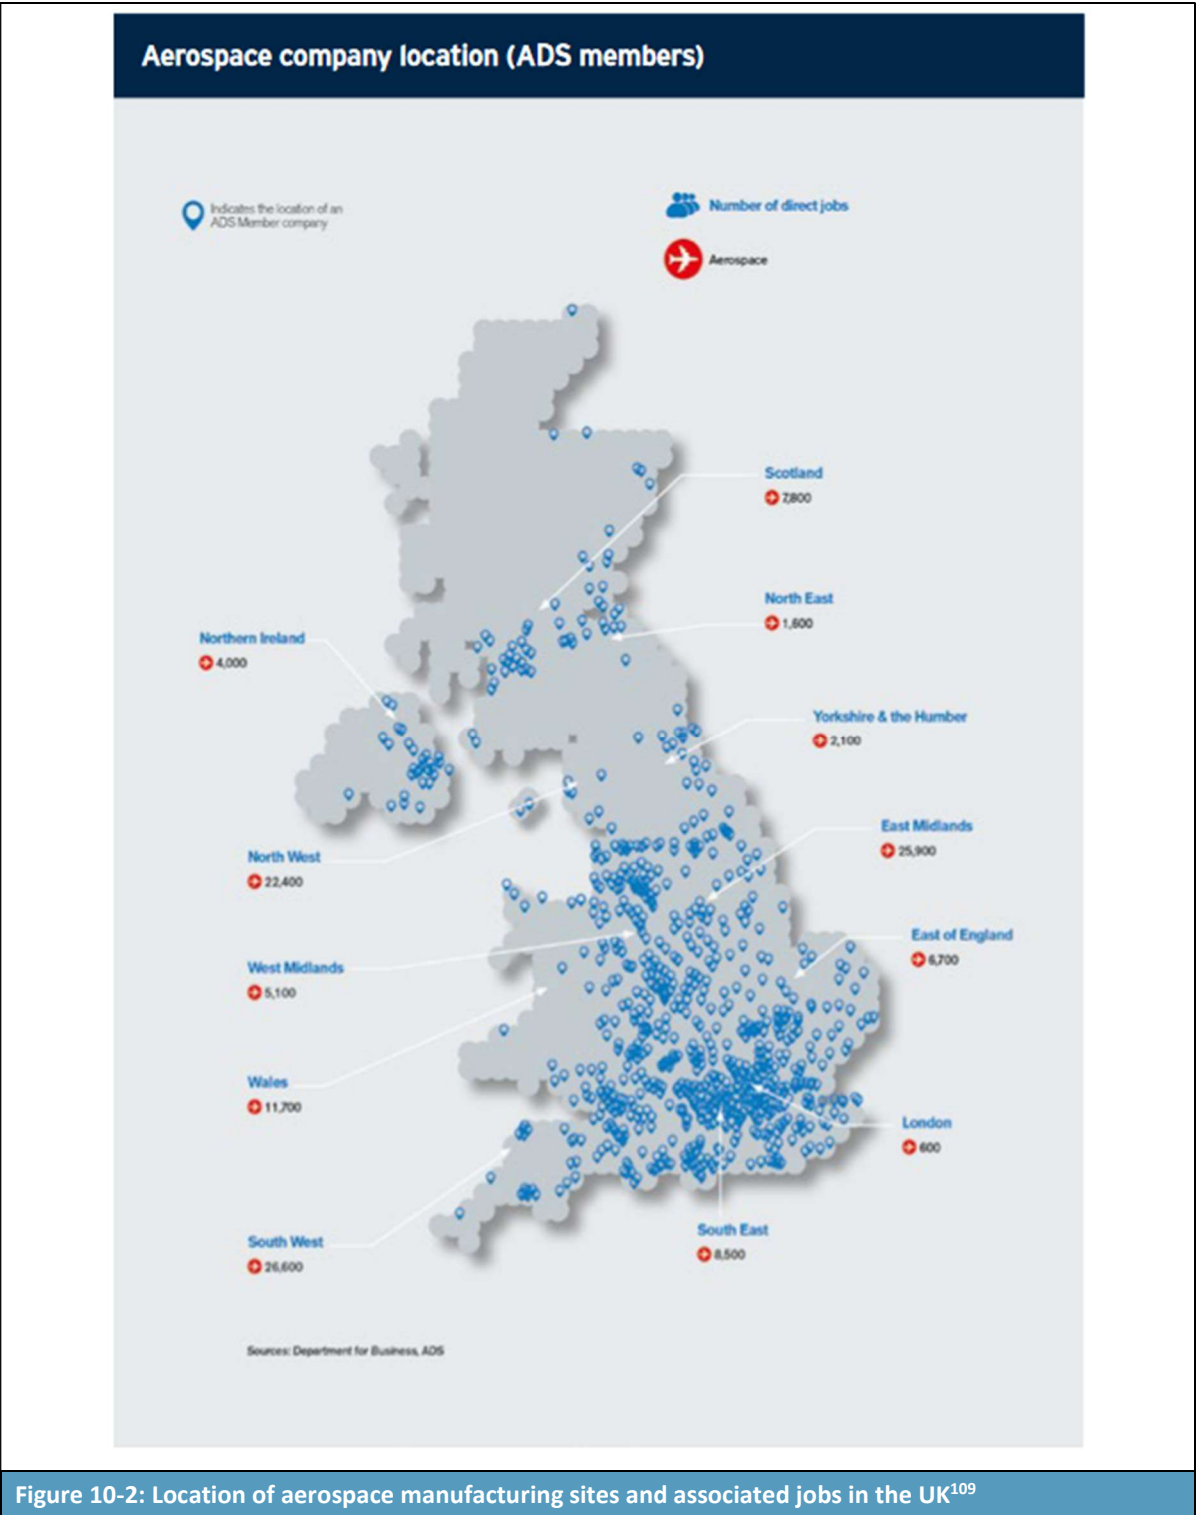 Aerospace company location (ADS members)
Indicates the location of an
ADS Member company
Number of direct jobs
Aerospace
Scotland
7,800
North East
1,600
Northern Ireland
4,000
Yorkshire & the Humber
2,100
East Midlands
25,900
North West
22,400
East of England
6,700
West Midlands
5,100
Wales
11,700
London
600
South East
8,500
South West
26,600
Sources: Department for Business, ADS
Figure 10-2: Location of aerospace manufacturing sites and associated jobs in the UK109